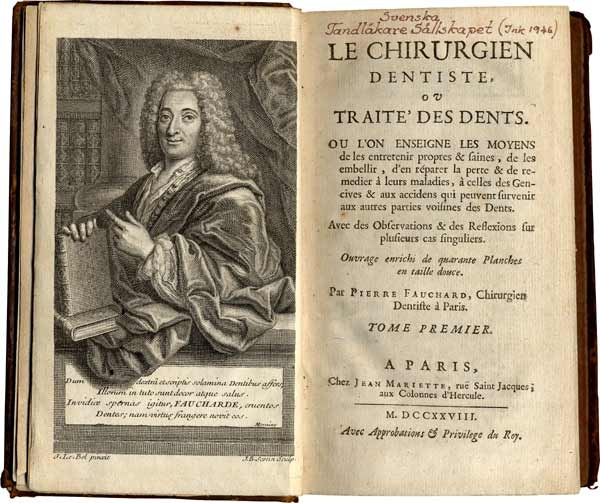 Dum dextrâ et scriptis solamina Dentibus affers,
Illorum in tuto sunt decor atque salus.
Invidiæ spernas igitur, FAUCHARDE, cruentos
Dentes; nam virtus frangere novit eos.
Moraine
J. Le Bel pinxit
J.B. Scotin Sculp.
Svenska
Tandläkare Sällskapet (Ink 1946)
LE CHIRURGIEN
DENTISTE,
OU
TRAITE' DES DENTS.
OU L'ON ENSEIGNE LES MOYENS
de les entretenir propres & saines, de les
embellir, d'en réparer la perte & de re-
medier à leurs maladies, à celles des Gen-
cives & aux accidens qui peuvent survenir
aux autres parties voisines des Dents.
Avec des Observations & des Reflexions sur
plusieurs cas singuliers.
Ouvrage enrichi de quarante Planches
en taille douce.
Par PIERRE FAUCHARD, Chirurgien
Dentiste à Paris.
TOME PREMIER.
A PARIS,
Chez JEAN MARIETTE, ruë Saint Jacques;
aux Colonnes d'Hercule.
M. DCCXXVIII.
Avec Approbations & Privilege du Roy.